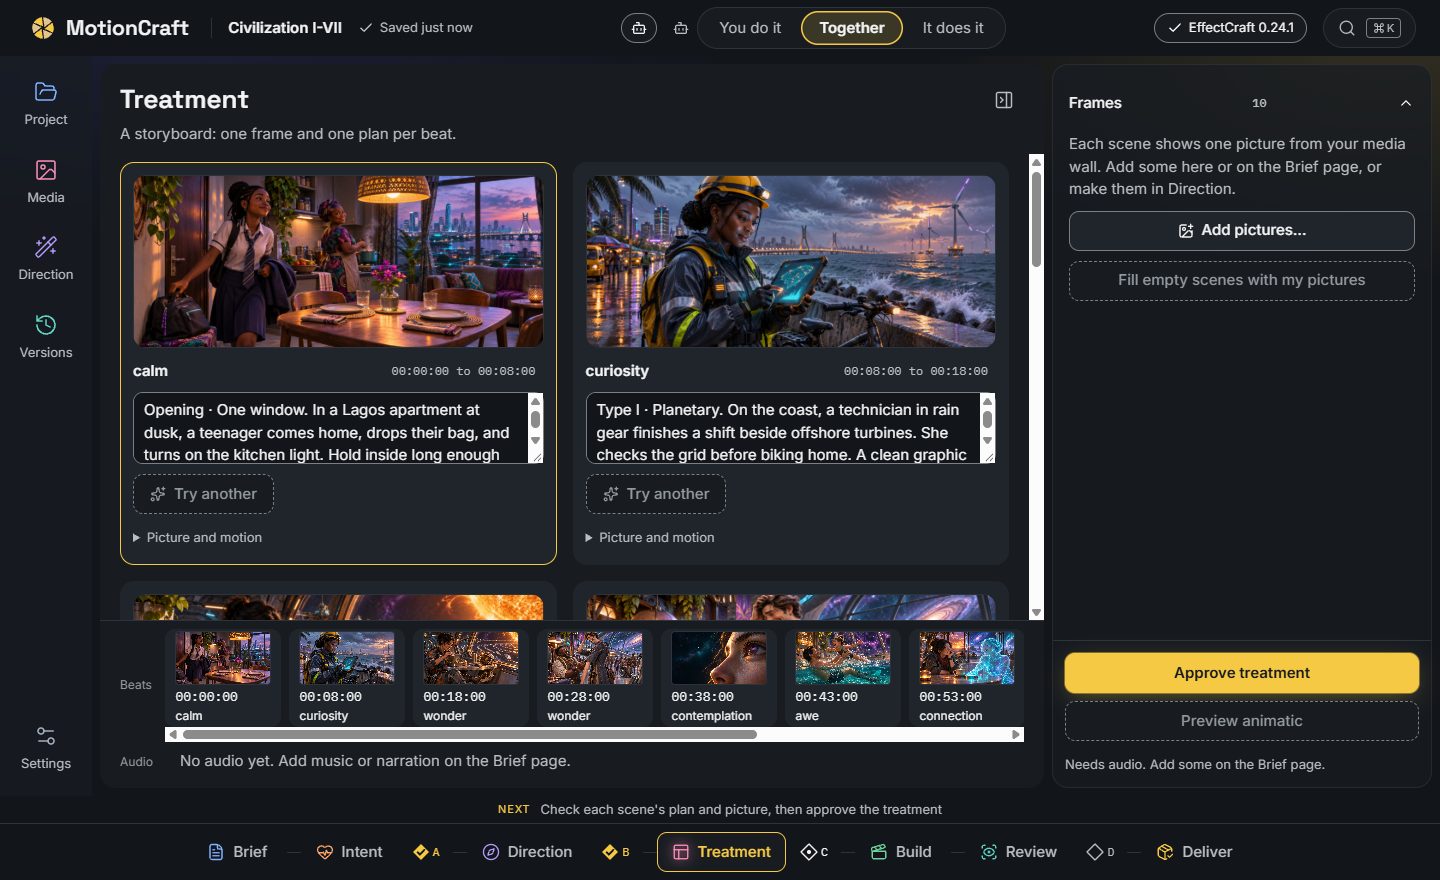 MotionCraft
Civilization I-VII
Saved just now
You do it
Together
It does it
EffectCraft 0.24.1
⌘K
Project
Media
Direction
Versions
Settings
Treatment
A storyboard: one frame and one plan per beat.
calm
00:00:00 to 00:08:00
Opening · One window. In a Lagos apartment at
dusk, a teenager comes home, drops their bag, and
turns on the kitchen light. Hold inside long enough
Try another
Picture and motion
curiosity
00:08:00 to 00:18:00
Type I · Planetary. On the coast, a technician in rain
gear finishes a shift beside offshore turbines. She
checks the grid before biking home. A clean graphic
Try another
Picture and motion
Beats
00:00:00
calm
00:08:00
curiosity
00:18:00
wonder
00:28:00
wonder
00:38:00
contemplation
00:43:00
awe
00:53:00
connection
Audio
No audio yet. Add music or narration on the Brief page.
Frames
10
Each scene shows one picture from your media
wall. Add some here or on the Brief page, or
make them in Direction.
Add pictures...
Fill empty scenes with my pictures
Approve treatment
Preview animatic
Needs audio. Add some on the Brief page.
NEXT Check each scene's plan and picture, then approve the treatment
Brief
Intent
A
Direction
B
Treatment
C
Build
Review
D
Deliver